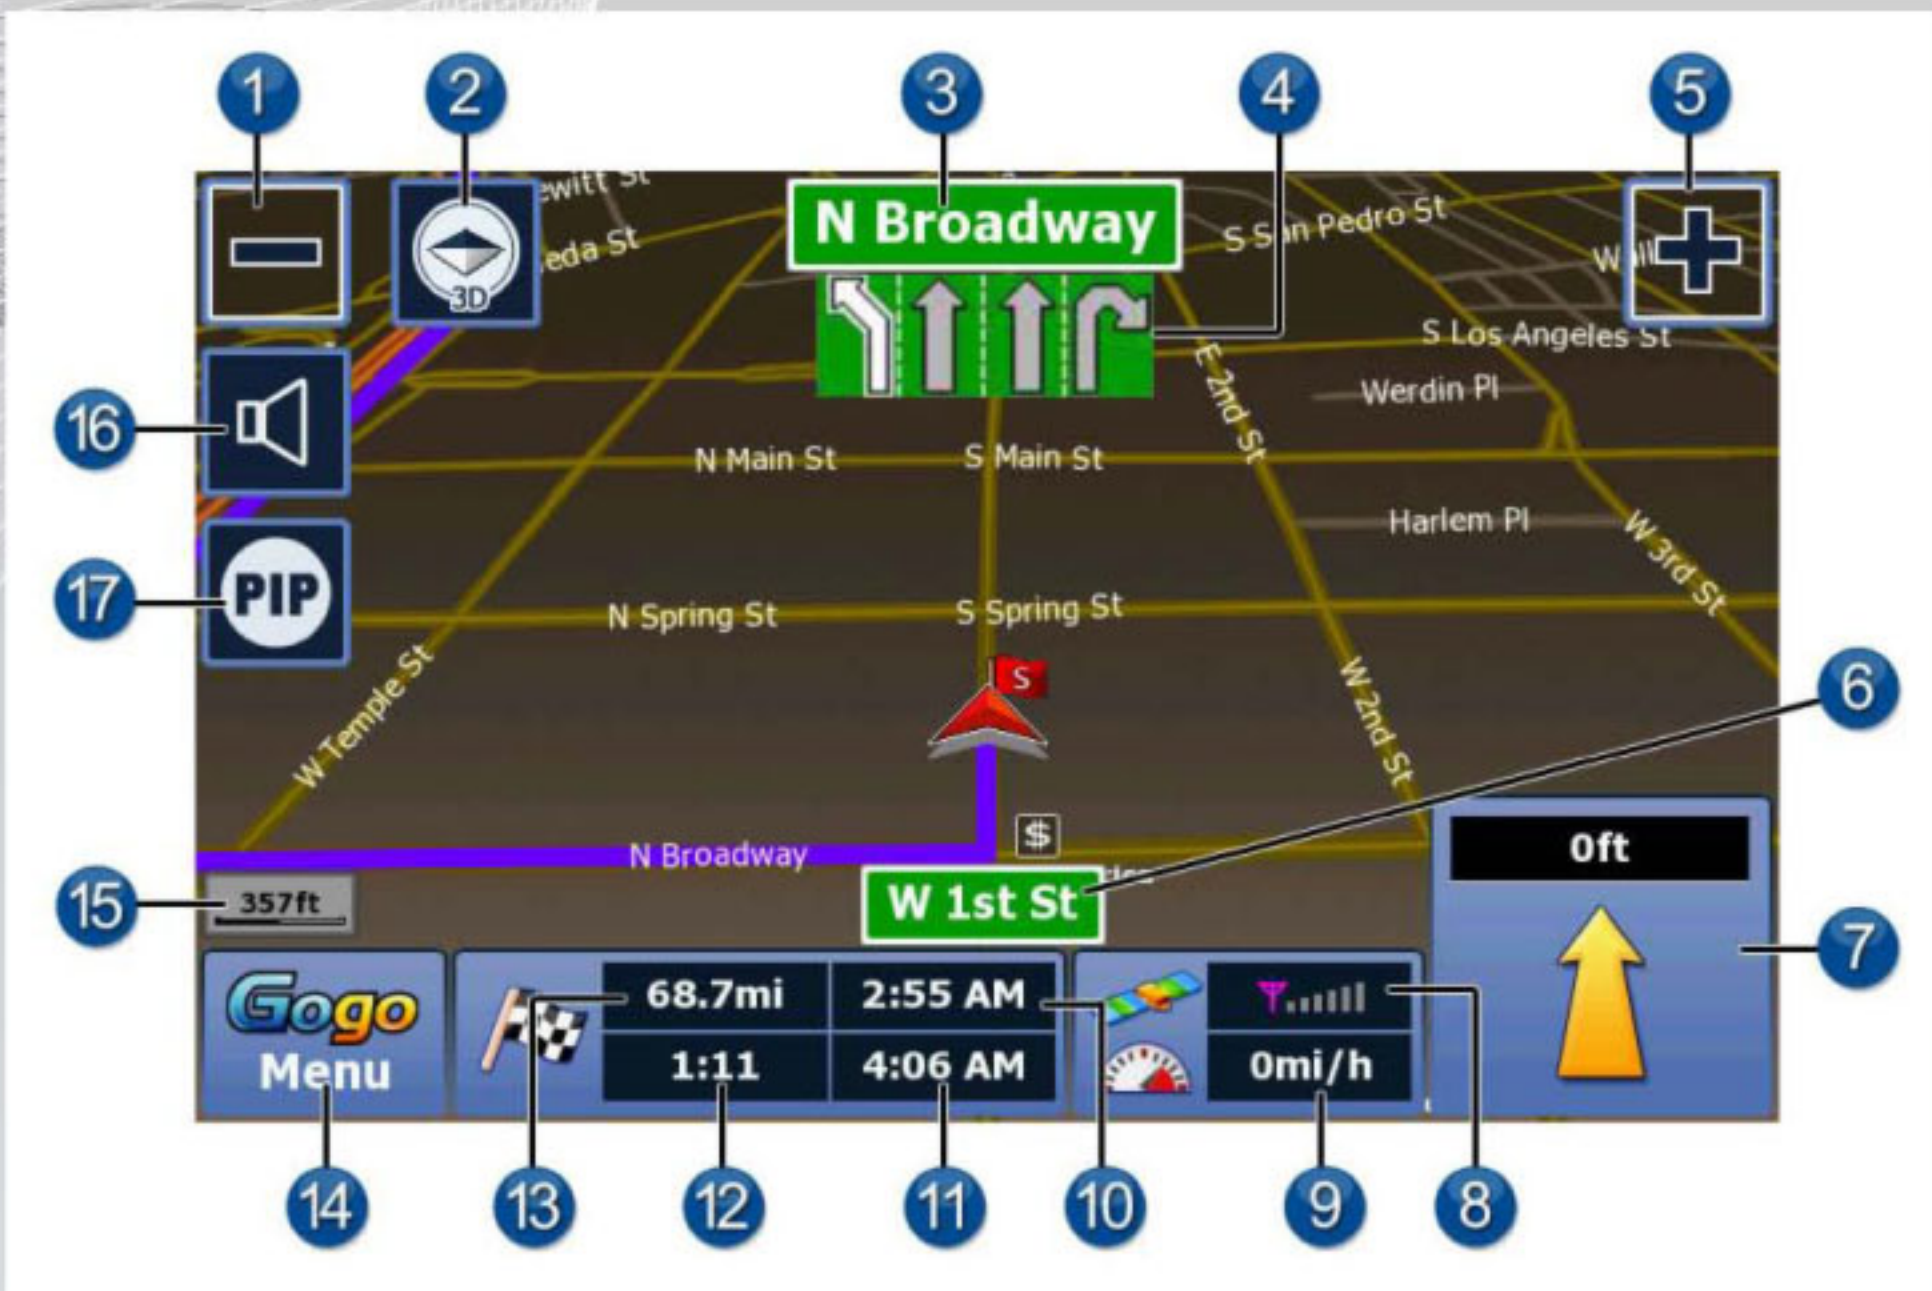 1
2
3
4
5
ewitt St
eda St
3D
N Broadway
S San Pedro St
S Los Angeles St
Werdin Pl
E 2nd St
16
N Main St
S Main St
Harlem Pl
W 3rd St
17
PIP
N Spring St
S Spring St
W Temple St
S
W 2nd St
6
N Broadway
$
0ft
15
357ft
W 1st St
7
Gogo
Menu
68.7mi
2:55 AM
1:11
4:06 AM
0mi/h
14
13
12
11
10
9
8